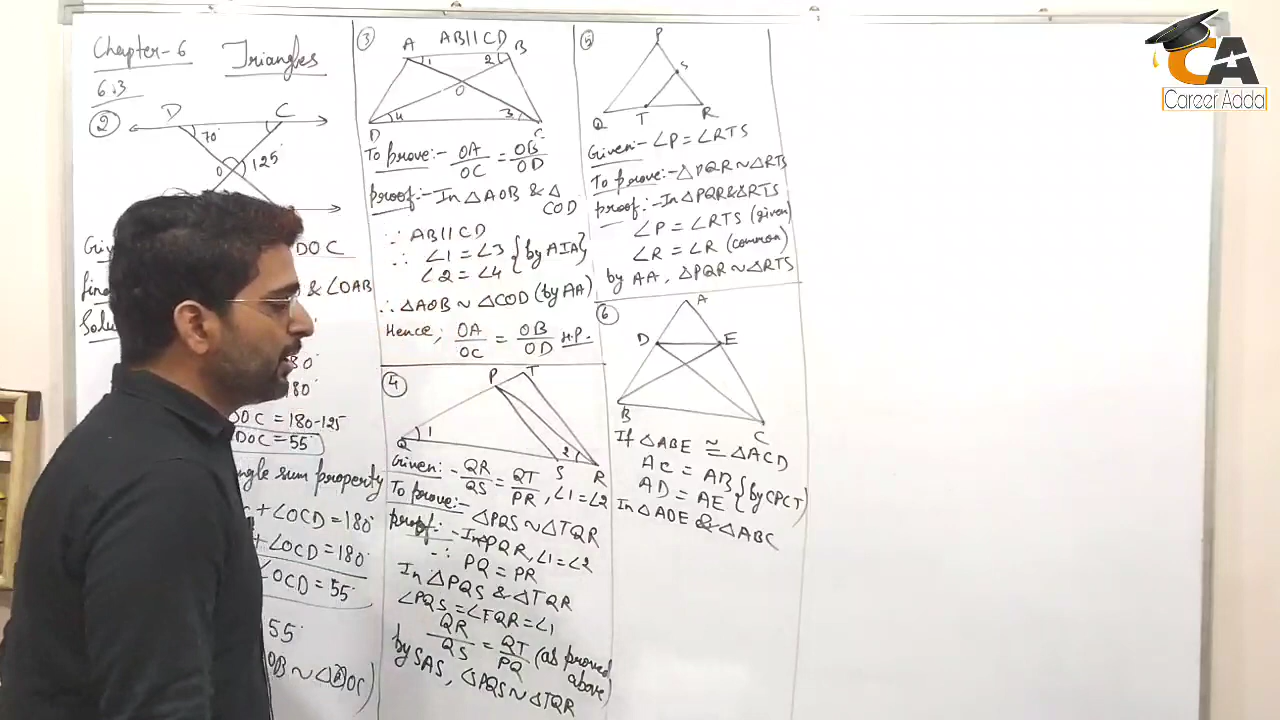 Chapter-6 Triangles
6.3
②
D C
70°
125°
O
DOC
& ∠OAB
180°
DOC = 180-125
DOC = 55°
angle sum property
+ ∠OCD = 180°
+ ∠OCD = 180°
∠OCD = 55°
55°
③
AB || CD
A B
1 2
O
4 3
D C
To prove:- OA/OC = OB/OD
proof:- In △AOB & △COD
∵ AB || CD
∴ ∠1 = ∠3
∠2 = ∠4 } by AIA}
∴ △AOB ~ △COD (by AA)
Hence, OA/OC = OB/OD H.P.
④
P T
1 2
Q S R
Given:- QR/QS = QT/PR, ∠1 = ∠2
To prove:- △PQS ~ △TQR
proof:- In PQR, ∠1 = ∠2
∴ PQ = PR
In △PQS & △TQR
∠PQS = ∠TQR = ∠1
QR/QS = QT/PQ (as proved above)
by SAS, △PQS ~ △TQR
⑤
P
S
Q T R
Given:- ∠P = ∠RTS
To prove:- △PQR ~ △RTS
proof:- In △PQR & △RTS
∠P = ∠RTS (given)
∠R = ∠R (common)
by AA, △PQR ~ △RTS
⑥
A
D E
B C
If △ABE ≅ △ACD
AC = AB
AD = AE } by CPCT)
In △ADE & △ABC
CA
Career Adda